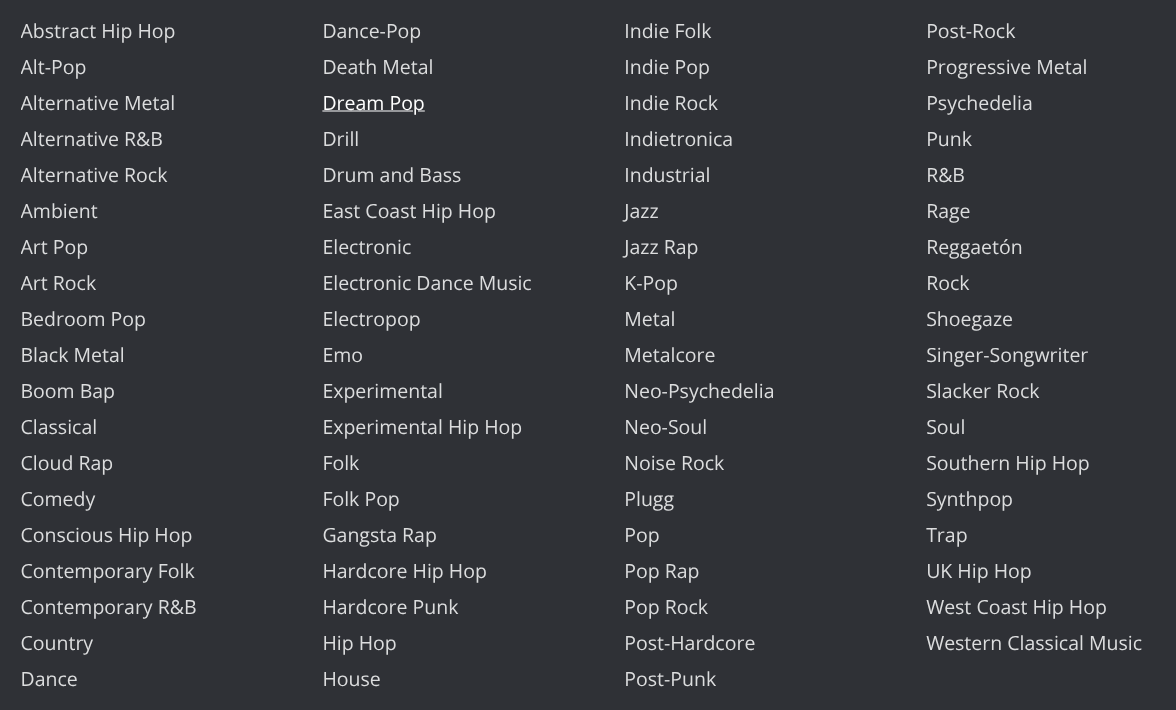 Abstract Hip Hop
Alt-Pop
Alternative Metal
Alternative R&B
Alternative Rock
Ambient
Art Pop
Art Rock
Bedroom Pop
Black Metal
Boom Bap
Classical
Cloud Rap
Comedy
Conscious Hip Hop
Contemporary Folk
Contemporary R&B
Country
Dance
Dance-Pop
Death Metal
Dream Pop
Drill
Drum and Bass
East Coast Hip Hop
Electronic
Electronic Dance Music
Electropop
Emo
Experimental
Experimental Hip Hop
Folk
Folk Pop
Gangsta Rap
Hardcore Hip Hop
Hardcore Punk
Hip Hop
House
Indie Folk
Indie Pop
Indie Rock
Indietronica
Industrial
Jazz
Jazz Rap
K-Pop
Metal
Metalcore
Neo-Psychedelia
Neo-Soul
Noise Rock
Plugg
Pop
Pop Rap
Pop Rock
Post-Hardcore
Post-Punk
Post-Rock
Progressive Metal
Psychedelia
Punk
R&B
Rage
Reggaetón
Rock
Shoegaze
Singer-Songwriter
Slacker Rock
Soul
Southern Hip Hop
Synthpop
Trap
UK Hip Hop
West Coast Hip Hop
Western Classical Music